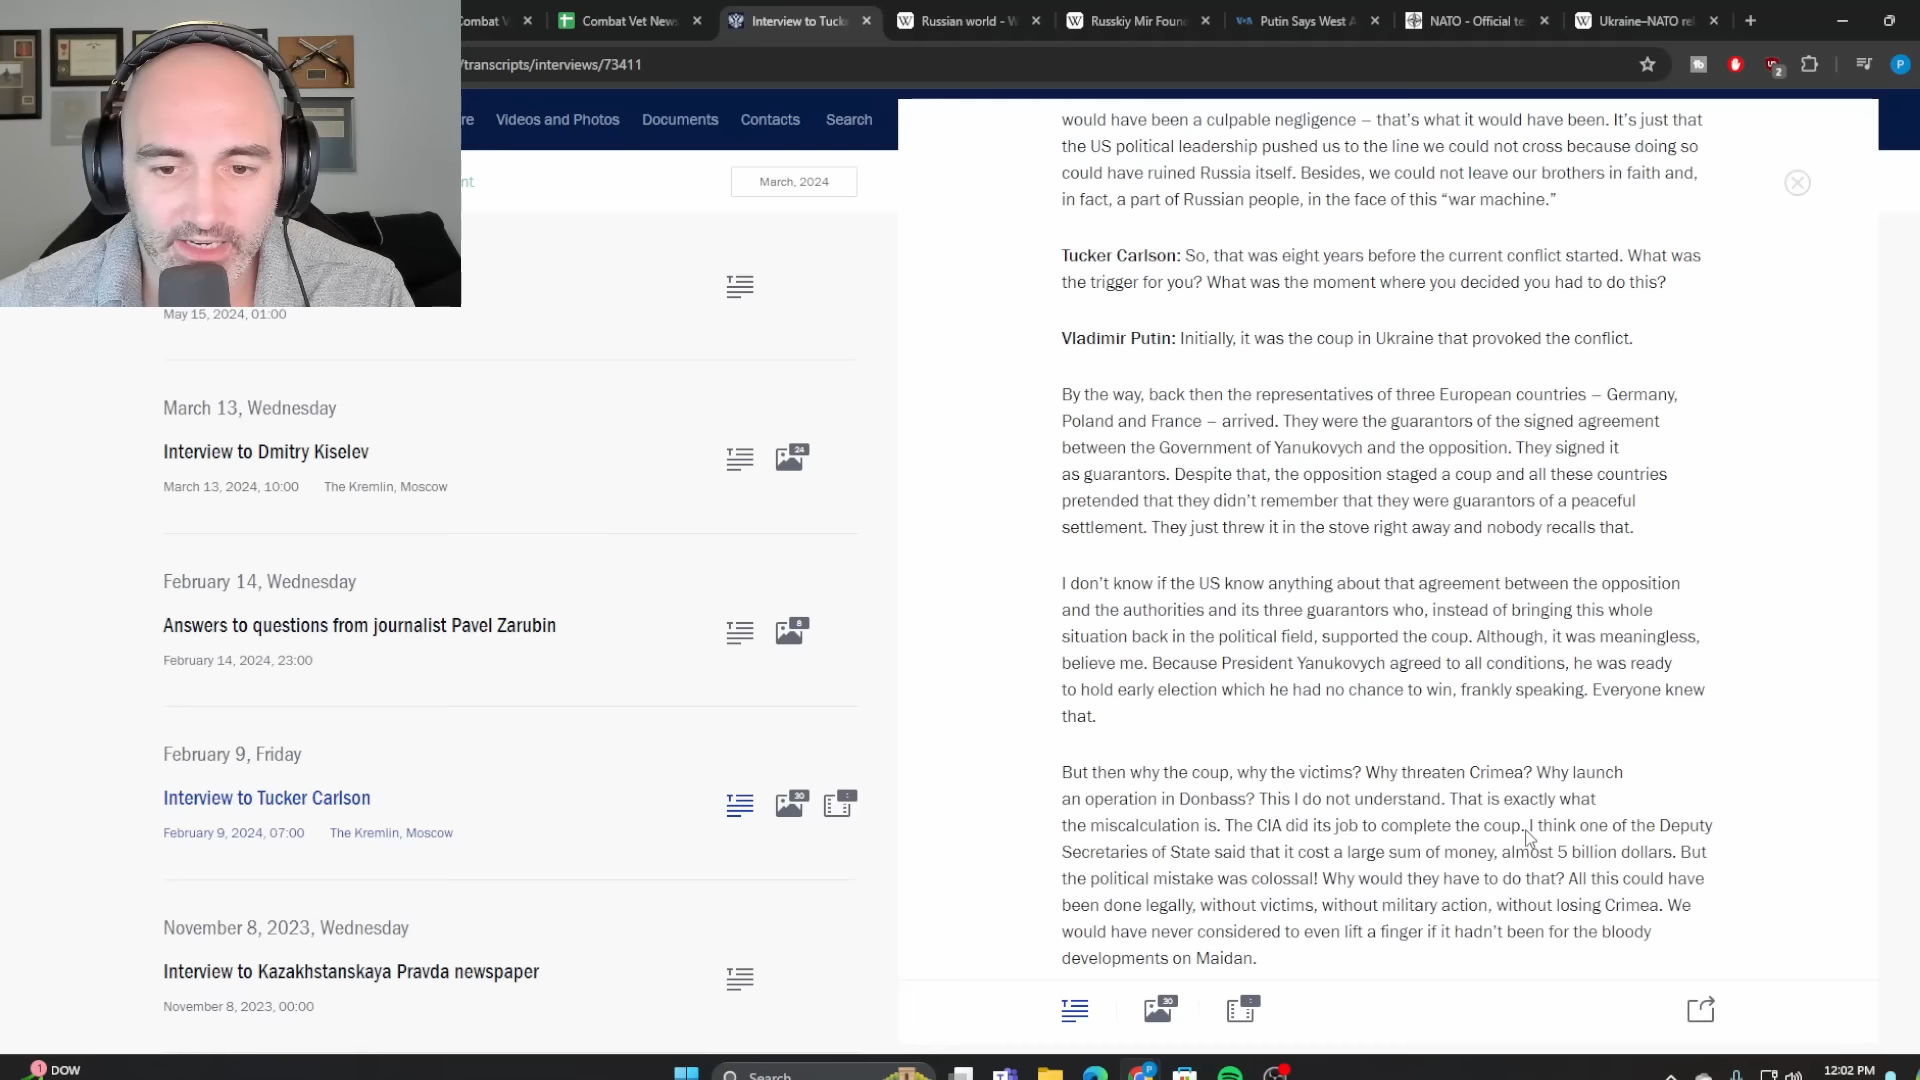 Combat V
Combat Vet News
Interview to Tuck
Russian world - W
Russkiy Mir Foun
Putin Says West A
NATO - Official te
Ukraine–NATO re
/transcripts/interviews/73411
2
P
re
Videos and Photos
Documents
Contacts
Search
nt
March, 2024
May 15, 2024, 01:00
March 13, Wednesday
Interview to Dmitry Kiselev
24
March 13, 2024, 10:00
The Kremlin, Moscow
February 14, Wednesday
Answers to questions from journalist Pavel Zarubin
8
February 14, 2024, 23:00
February 9, Friday
Interview to Tucker Carlson
30
February 9, 2024, 07:00
The Kremlin, Moscow
November 8, 2023, Wednesday
Interview to Kazakhstanskaya Pravda newspaper
November 8, 2023, 00:00
would have been a culpable negligence – that's what it would have been. It's just that
the US political leadership pushed us to the line we could not cross because doing so
could have ruined Russia itself. Besides, we could not leave our brothers in faith and,
in fact, a part of Russian people, in the face of this “war machine.”
Tucker Carlson: So, that was eight years before the current conflict started. What was
the trigger for you? What was the moment where you decided you had to do this?
Vladimir Putin: Initially, it was the coup in Ukraine that provoked the conflict.
By the way, back then the representatives of three European countries – Germany,
Poland and France – arrived. They were the guarantors of the signed agreement
between the Government of Yanukovych and the opposition. They signed it
as guarantors. Despite that, the opposition staged a coup and all these countries
pretended that they didn't remember that they were guarantors of a peaceful
settlement. They just threw it in the stove right away and nobody recalls that.
I don't know if the US know anything about that agreement between the opposition
and the authorities and its three guarantors who, instead of bringing this whole
situation back in the political field, supported the coup. Although, it was meaningless,
believe me. Because President Yanukovych agreed to all conditions, he was ready
to hold early election which he had no chance to win, frankly speaking. Everyone knew
that.
But then why the coup, why the victims? Why threaten Crimea? Why launch
an operation in Donbass? This I do not understand. That is exactly what
the miscalculation is. The CIA did its job to complete the coup. I think one of the Deputy
Secretaries of State said that it cost a large sum of money, almost 5 billion dollars. But
the political mistake was colossal! Why would they have to do that? All this could have
been done legally, without victims, without military action, without losing Crimea. We
would have never considered to even lift a finger if it hadn't been for the bloody
developments on Maidan.
30
1
DOW
Search
P
12:02 PM